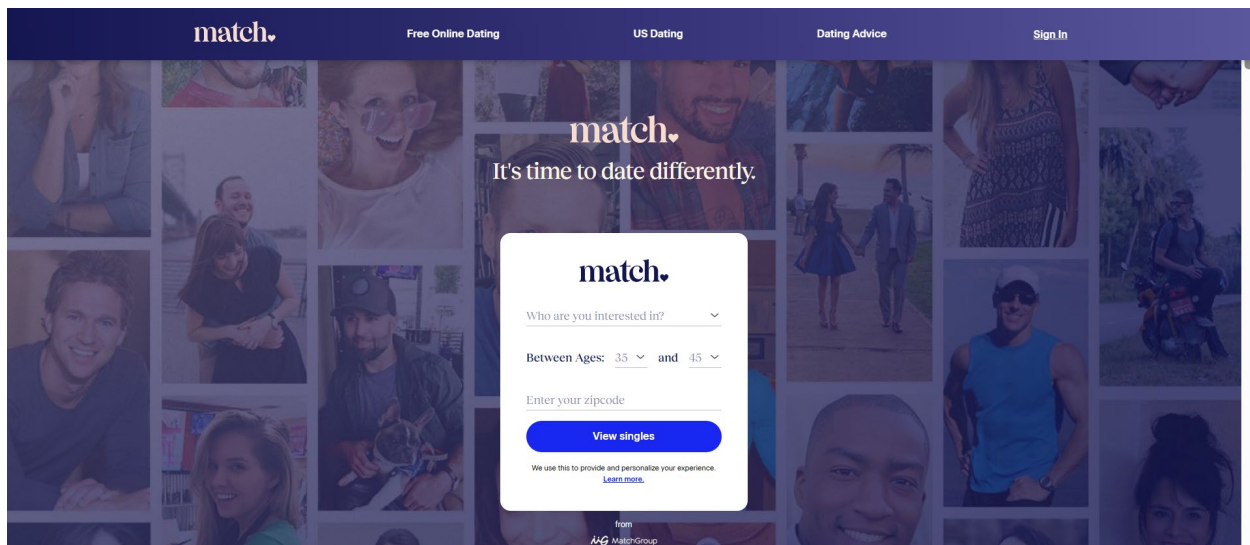 match
Free Online Dating
US Dating
Dating Advice
Sign In
match
It's time to date differently.
match
Who are you interested in?
Between Ages: 35 and 45
Enter your zipcode
View singles
We use this to provide and personalize your experience.
Learn more.
from
MG MatchGroup